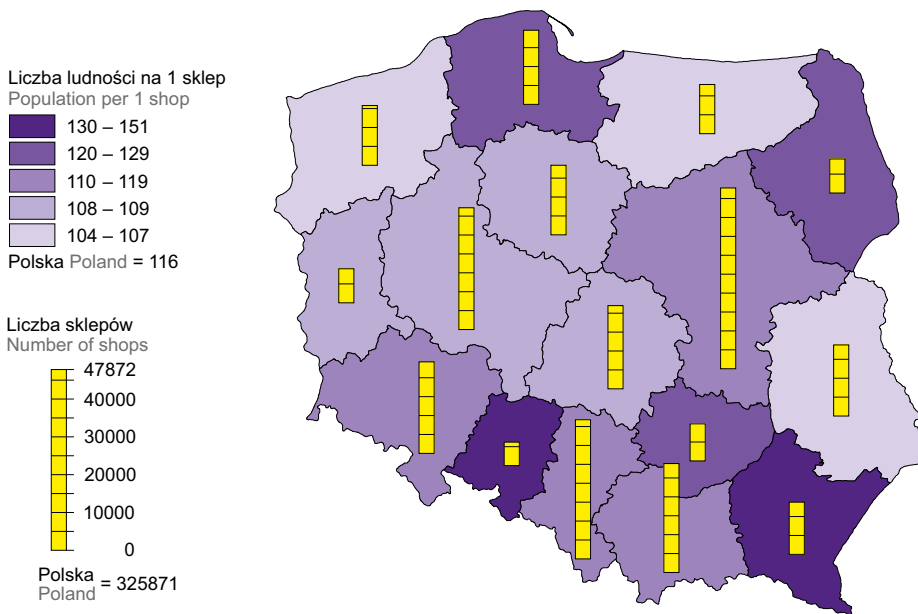 Liczba ludności na 1 sklep
Population per 1 shop
130 – 151
120 – 129
110 – 119
108 – 109
104 – 107
Polska Poland = 116
Liczba sklepów
Number of shops
47872
40000
30000
20000
10000
0
Polska
Poland = 325871